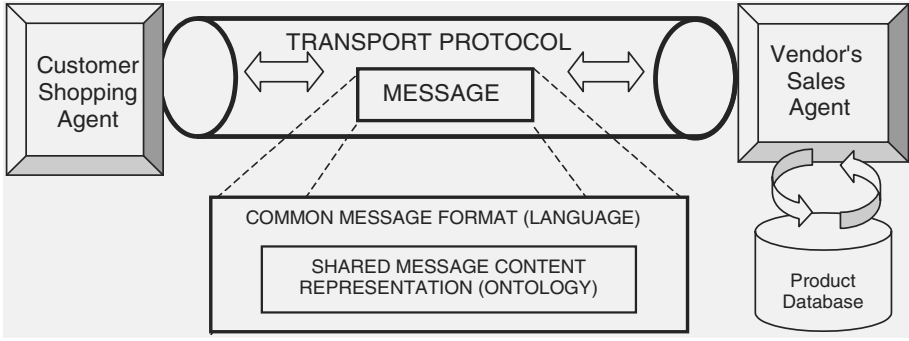 Customer
Shopping
Agent
TRANSPORT PROTOCOL
MESSAGE
Vendor's
Sales
Agent
COMMON MESSAGE FORMAT (LANGUAGE)
SHARED MESSAGE CONTENT
REPRESENTATION (ONTOLOGY)
Product
Database